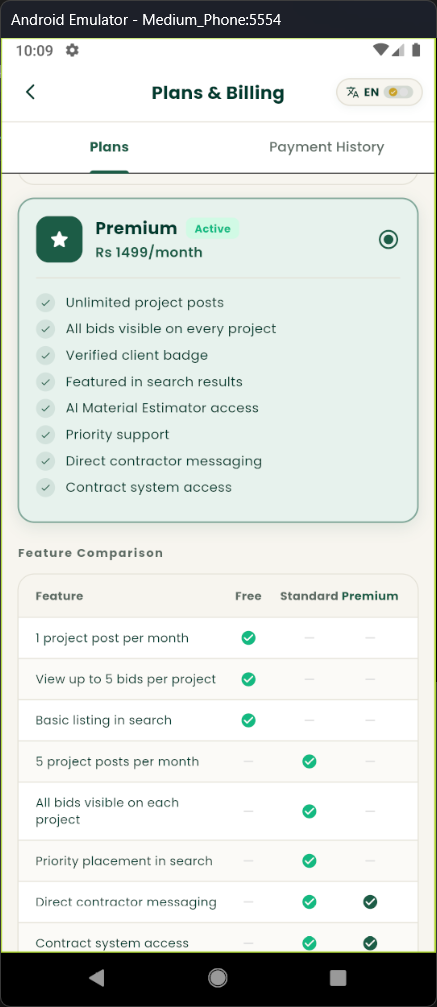 Android Emulator - Medium_Phone:5554
10:09
Plans & Billing
EN
Plans Payment History
Premium Active
Rs 1499/month
Unlimited project posts
All bids visible on every project
Verified client badge
Featured in search results
AI Material Estimator access
Priority support
Direct contractor messaging
Contract system access
Feature Comparison
Feature Free Standard Premium
1 project post per month — —
View up to 5 bids per project — —
Basic listing in search — —
5 project posts per month — —
All bids visible on each
project — —
Priority placement in search — —
Direct contractor messaging —
Contract system access —